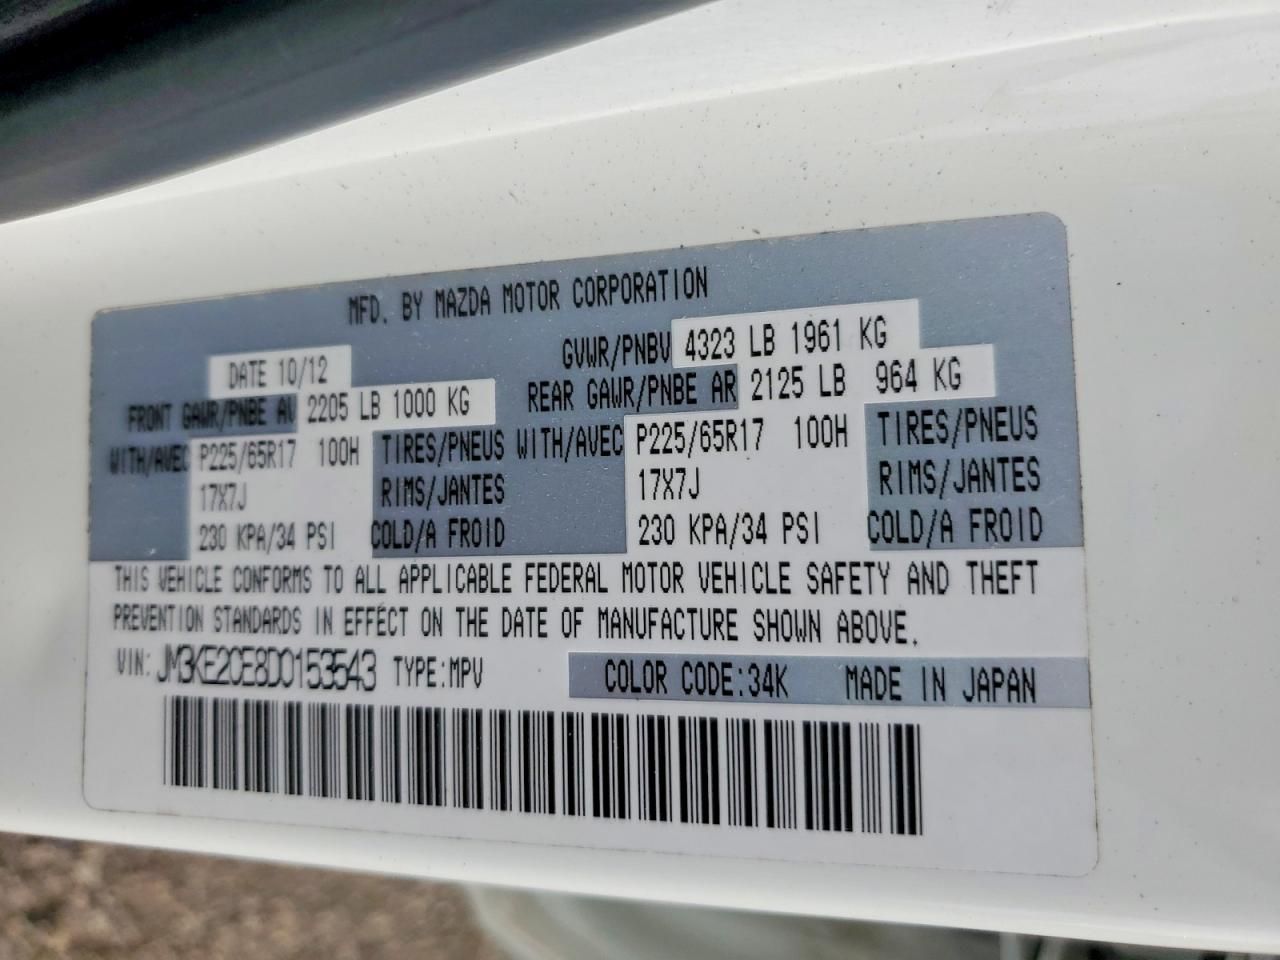 MFD. BY MAZDA MOTOR CORPORATION
GVWR/PNBV 4323 LB 1961 KG
DATE 10/12
FRONT GAWR/PNBE AV 2205 LB 1000 KG REAR GAWR/PNBE AR 2125 LB 964 KG
WITH/AVEC P225/65R17 100H TIRES/PNEUS WITH/AVEC P225/65R17 100H TIRES/PNEUS
17X7J RIMS/JANTES 17X7J RIMS/JANTES
230 KPA/34 PSI COLD/A FROID 230 KPA/34 PSI COLD/A FROID
THIS VEHICLE CONFORMS TO ALL APPLICABLE FEDERAL MOTOR VEHICLE SAFETY AND THEFT
PREVENTION STANDARDS IN EFFECT ON THE DATE OF MANUFACTURE SHOWN ABOVE.
VIN: JM3KE2CE8D0153543 TYPE:MPV COLOR CODE:34K MADE IN JAPAN